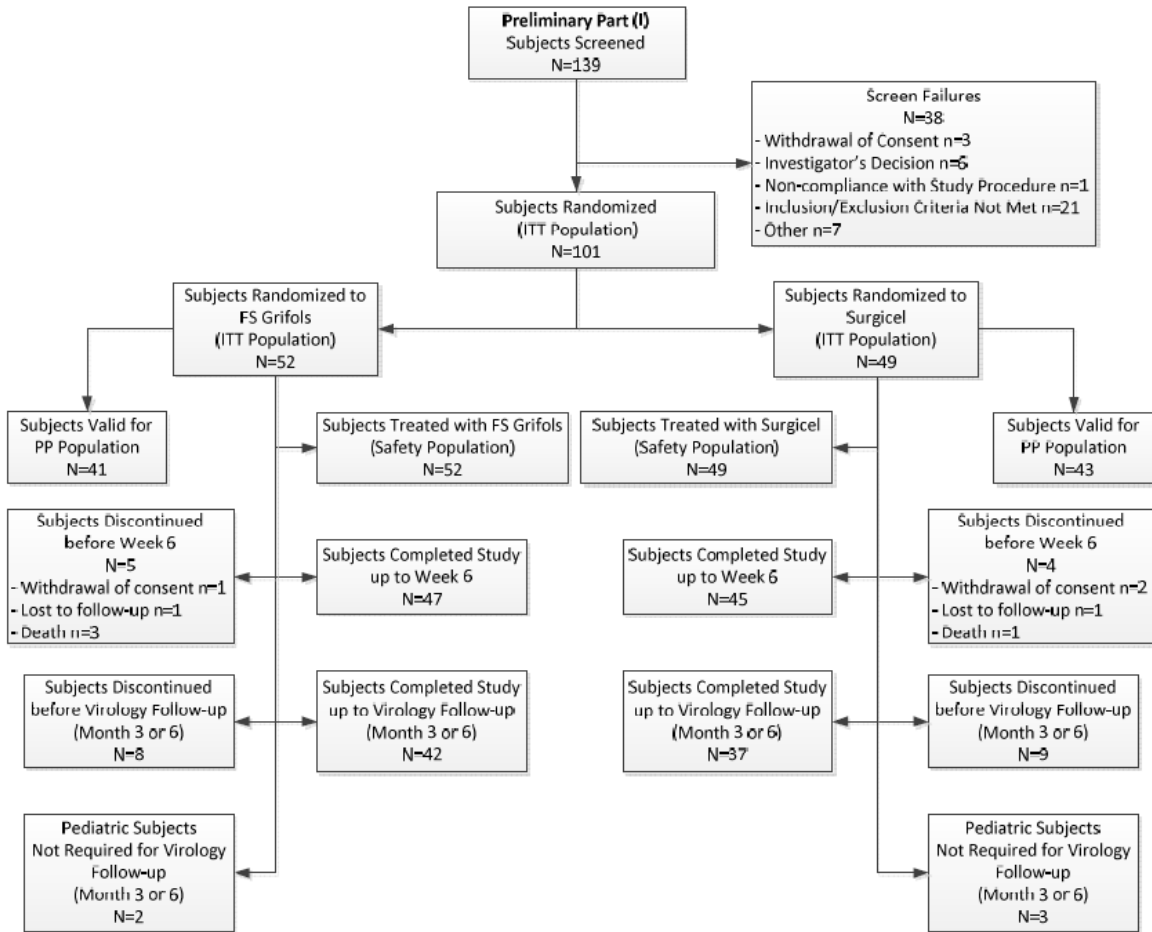 Preliminary Part (I)
Subjects Screened
N=139
Screen Failures
N=38
- Withdrawal of Consent n=3
- Investigator's Decision n=6
- Non-compliance with Study Procedure n=1
- Inclusion/Exclusion Criteria Not Met n=21
- Other n=7
Subjects Randomized
(ITT Population)
N=101
Subjects Randomized to
FS Grifols
(ITT Population)
N=52
Subjects Randomized to
Surgicel
(ITT Population)
N=49
Subjects Valid for
PP Population
N=41
Subjects Treated with FS Grifols
(Safety Population)
N=52
Subjects Treated with Surgicel
(Safety Population)
N=49
Subjects Valid for
PP Population
N=43
Subjects Discontinued
before Week 6
N=5
- Withdrawal of consent n=1
- Lost to follow-up n=1
- Death n=3
Subjects Completed Study
up to Week 6
N=47
Subjects Completed Study
up to Week 6
N=45
Subjects Discontinued
before Week 6
N=4
- Withdrawal of consent n=2
- Lost to follow-up n=1
- Death n=1
Subjects Discontinued
before Virology Follow-up
(Month 3 or 6)
N=8
Subjects Completed Study
up to Virology Follow-up
(Month 3 or 6)
N=42
Subjects Completed Study
up to Virology Follow-up
(Month 3 or 6)
N=37
Subjects Discontinued
before Virology Follow-up
(Month 3 or 6)
N=9
Pediatric Subjects
Not Required for Virology
Follow-up
(Month 3 or 6)
N=2
Pediatric Subjects
Not Required for Virology
Follow-up
(Month 3 or 6)
N=3